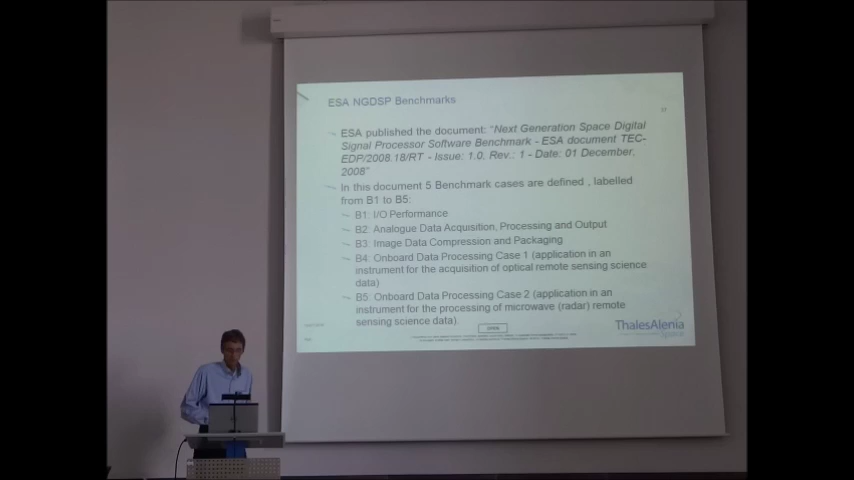 ESA NGDSP Benchmarks
ESA published the document: "Next Generation Space Digital
Signal Processor Software Benchmark - ESA document TEC-
EDP/2008.18/RT - Issue: 1.0, Rev.: 1 - Date: 01 December,
2008"
In this document 5 Benchmark cases are defined , labelled
from B1 to B5:
B1: I/O Performance
B2: Analogue Data Acquisition, Processing and Output
B3: Image Data Compression and Packaging
B4: Onboard Data Processing Case 1 (application in an
instrument for the acquisition of optical remote sensing science
data)
B5: Onboard Data Processing Case 2 (application in an
instrument for the processing of microwave (radar) remote
sensing science data).
OPEN
ThalesAlenia
Space